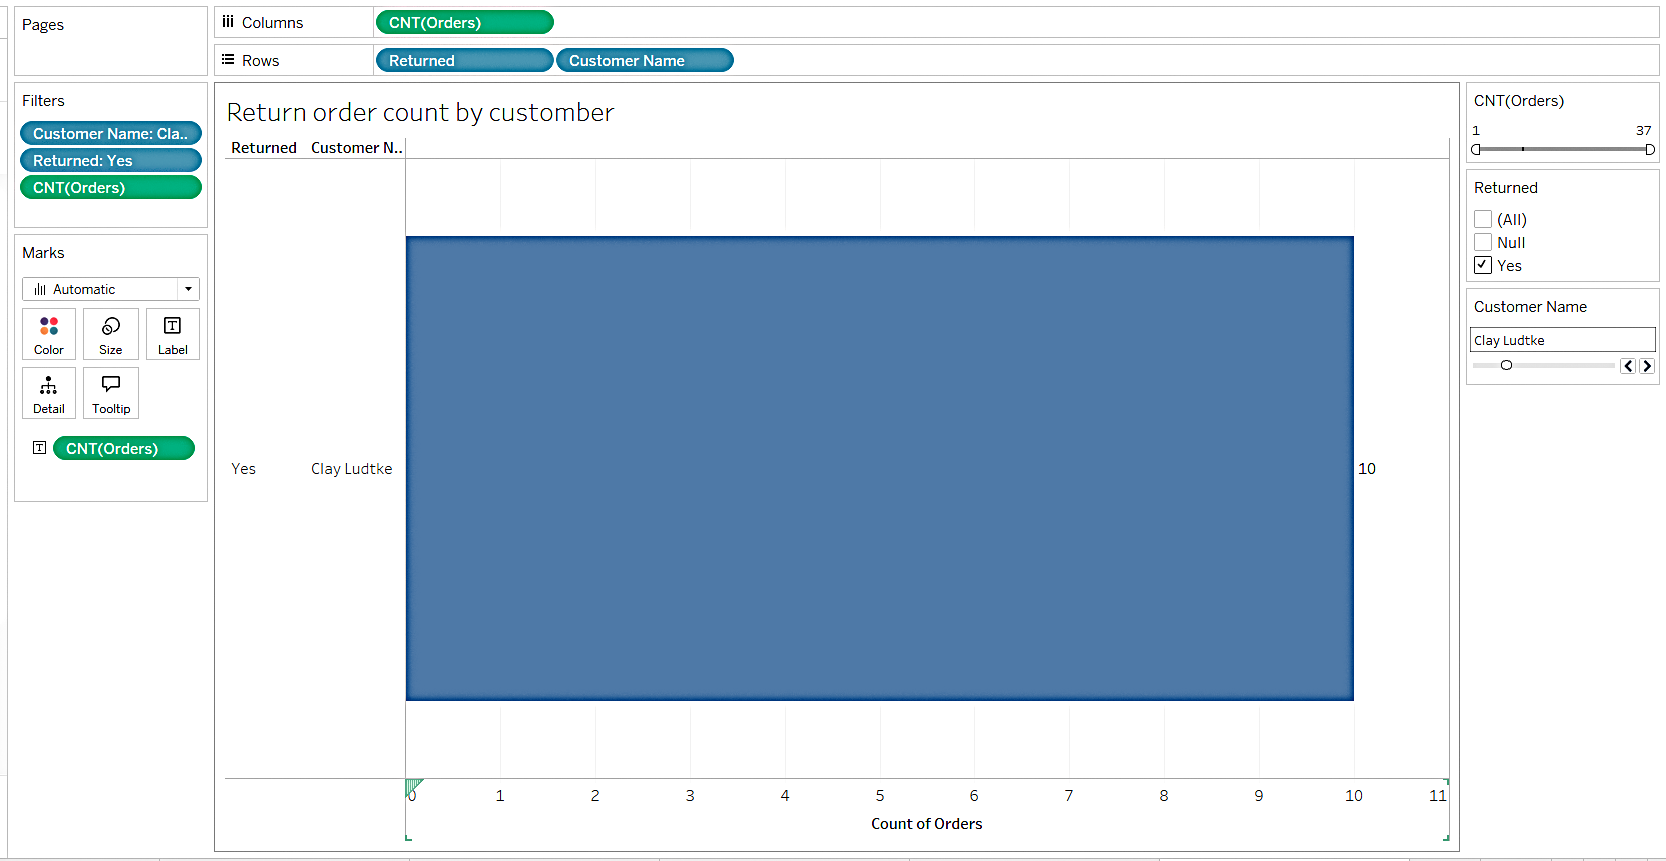 Pages
Columns
CNT(Orders)
Rows
Returned
Customer Name
Filters
Customer Name: Cla..
Returned: Yes
CNT(Orders)
Marks
Automatic
Color
Size
Label
Detail
Tooltip
CNT(Orders)
Return order count by customber
Returned
Customer N..
Yes
Clay Ludtke
10
0
1
2
3
4
5
6
7
8
9
10
11
Count of Orders
CNT(Orders)
1
37
Returned
(All)
Null
Yes
Customer Name
Clay Ludtke